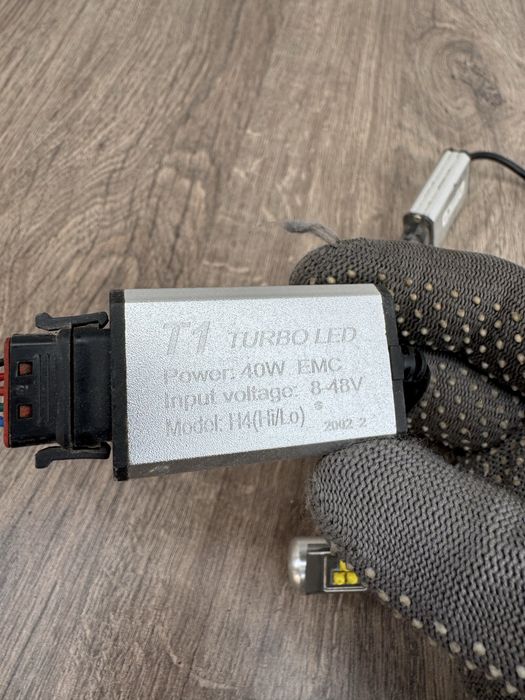 T1 TURBO LED
Power: 40W EMC
Input voltage: 8-48V
Model: H4(Hi/Lo)
2002 2